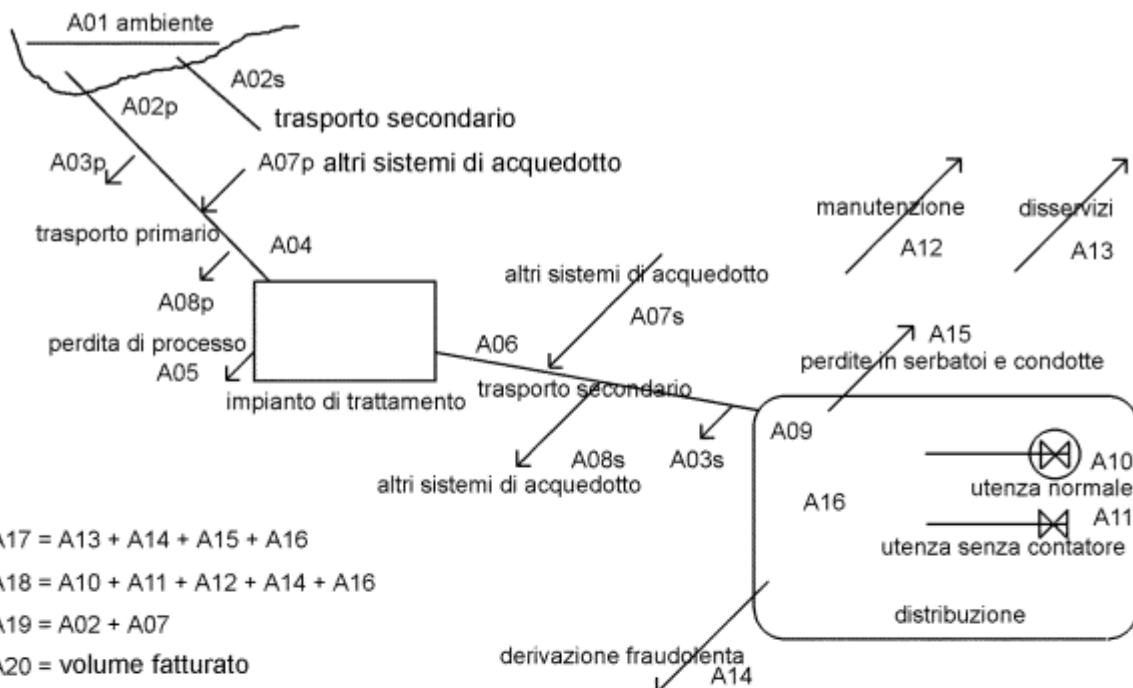 A01 ambiente
A02s
A02p
trasporto secondario
A03p
A07p altri sistemi di acquedotto
manutenzione
disservizi
trasporto primario
A04
A12
A13
altri sistemi di acquedotto
A08p
A07s
perdita di processo
A06
A15
A05
perdite in serbatoi e condotte
impianto di trattamento
trasporto secondario
A09
A08s
A03s
A10
altri sistemi di acquedotto
utenza normale
A16
A11
A17 = A13 + A14 + A15 + A16
utenza senza contatore
A18 = A10 + A11 + A12 + A14 + A16
A19 = A02 + A07
distribuzione
A20 = volume fatturato
derivazione fraudolenta
A14